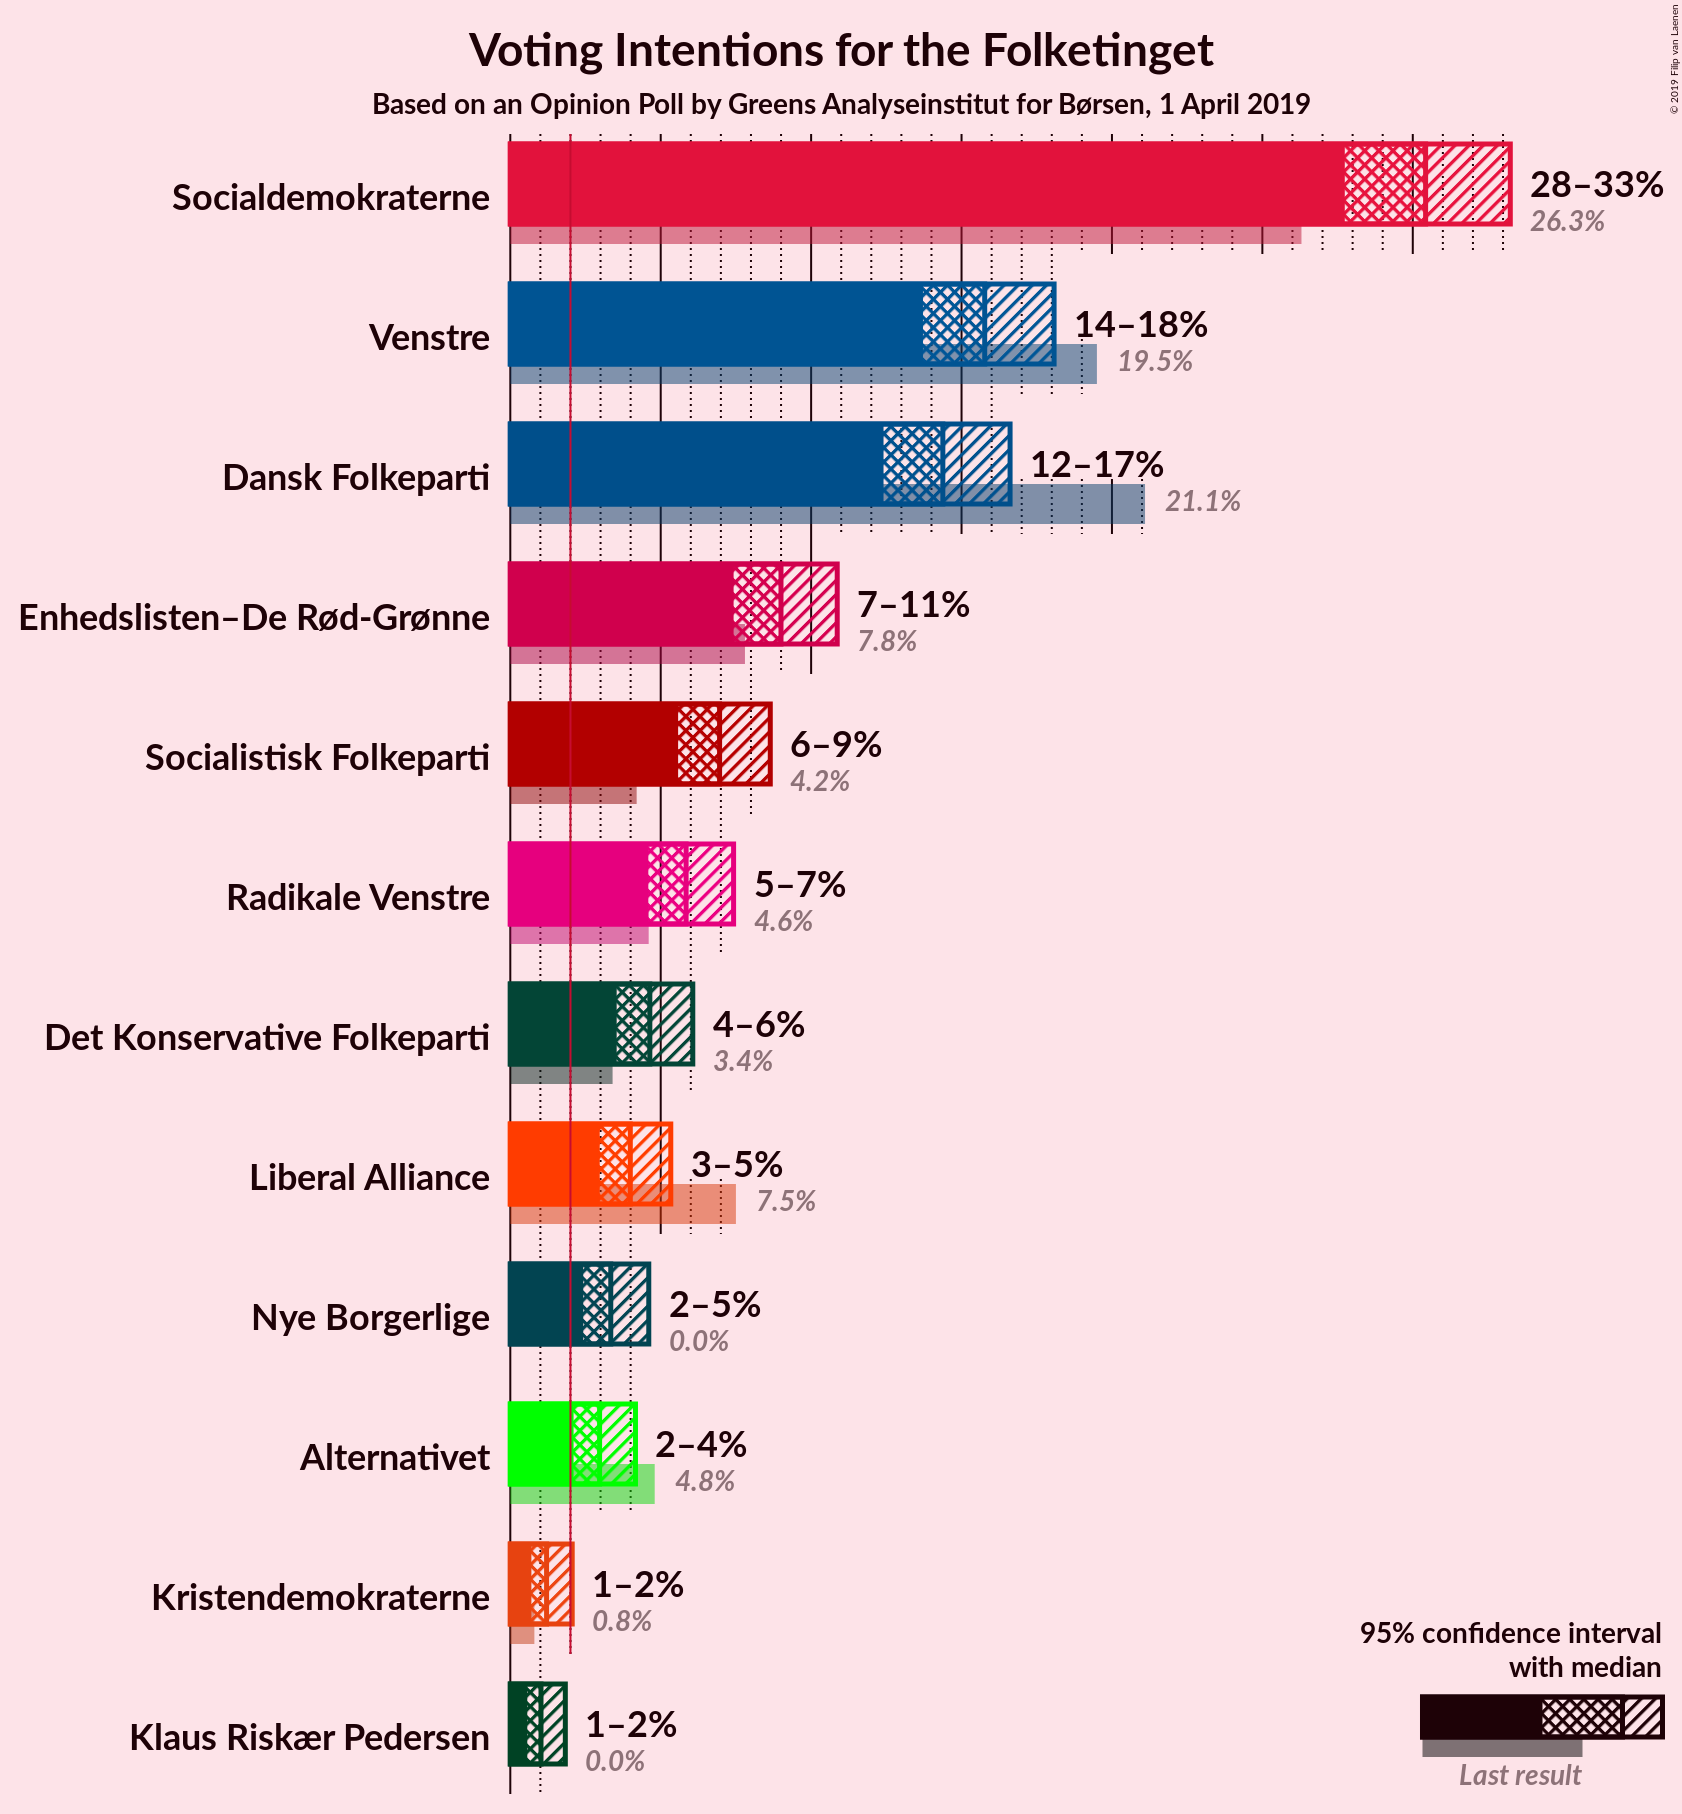 © 2019 Filip van Laenen
Voting Intentions for the Folketinget
Based on an Opinion Poll by Greens Analyseinstitut for Børsen, 1 April 2019
Socialdemokraterne
28–33%
26.3%
Venstre
14–18%
19.5%
Dansk Folkeparti
12–17%
21.1%
Enhedslisten–De Rød-Grønne
7–11%
7.8%
Socialistisk Folkeparti
6–9%
4.2%
Radikale Venstre
5–7%
4.6%
Det Konservative Folkeparti
4–6%
3.4%
Liberal Alliance
3–5%
7.5%
Nye Borgerlige
2–5%
0.0%
Alternativet
2–4%
4.8%
Kristendemokraterne
1–2%
0.8%
Klaus Riskær Pedersen
1–2%
0.0%
95% confidence interval
with median
Last result